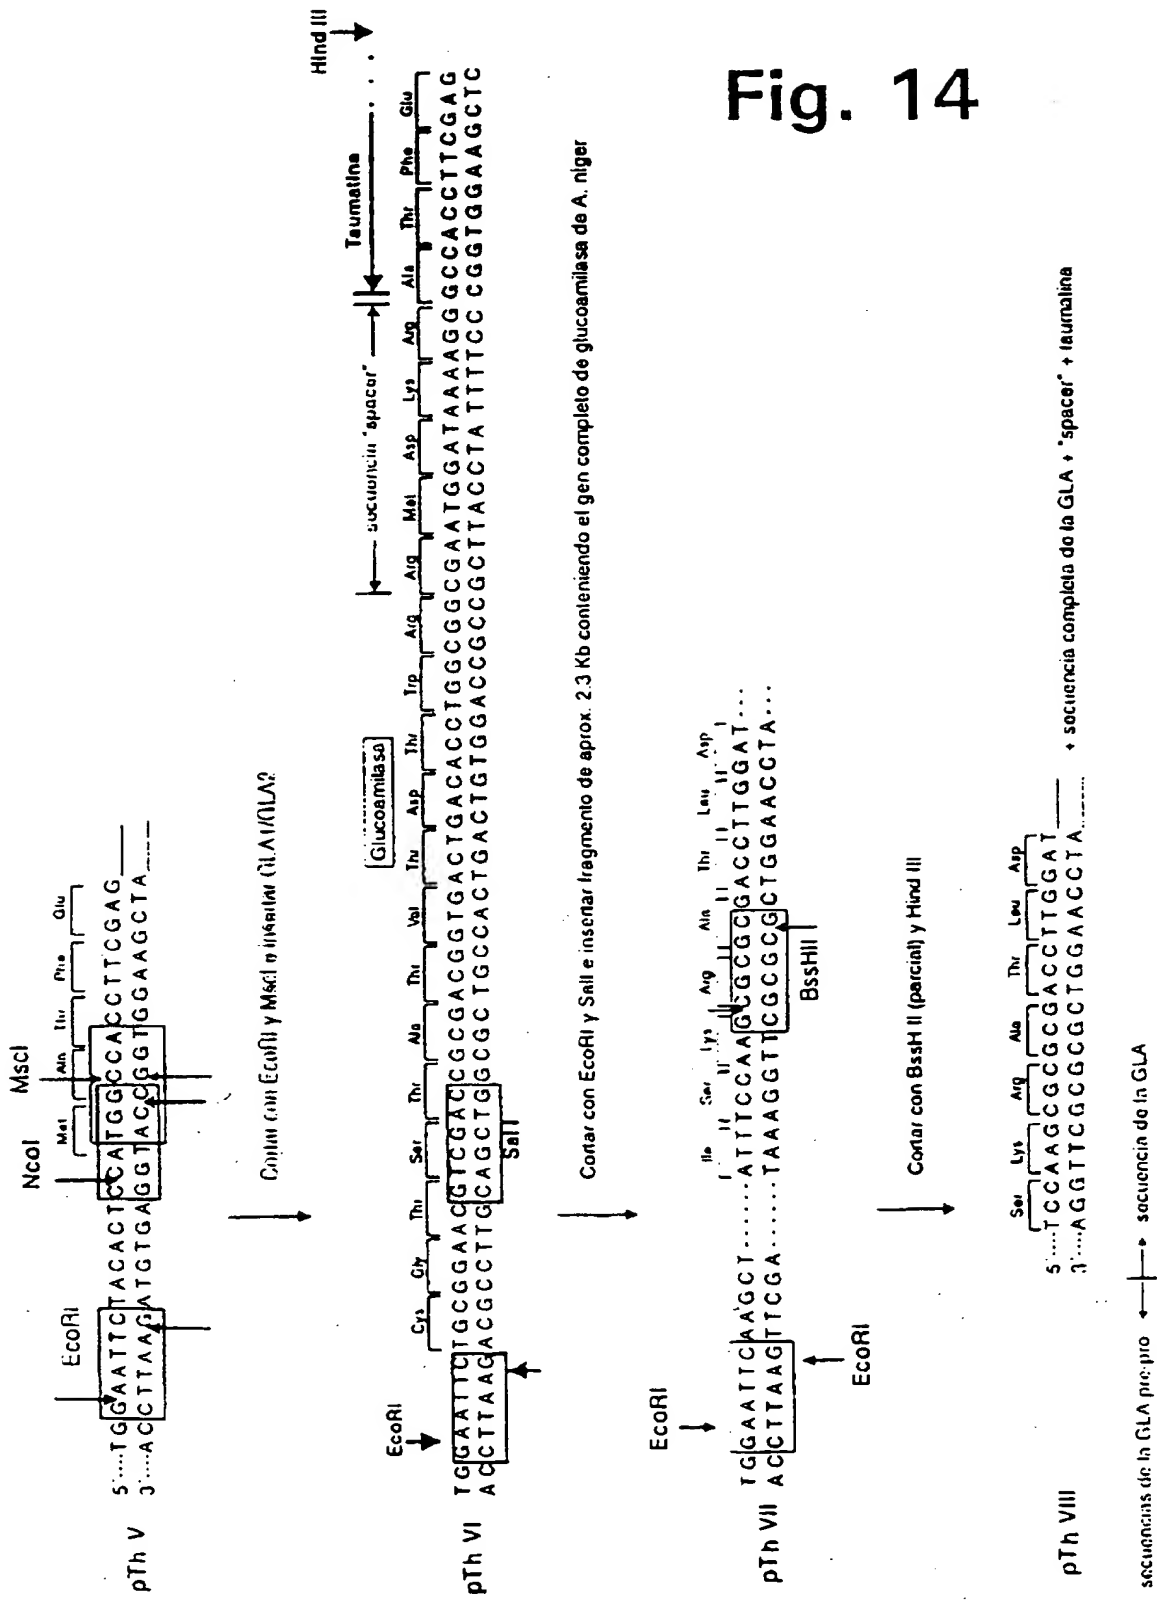 Fig. 14
NcoI MscI
EcoRI
Met Ala Thr Phe Glu
pTh V
5'....TGGAATTCTACACTCCATGGCCACCTTCGAG
3'....ACCTTAAGATGTGAGGTACCGGTGGAAGCTA
Cortar con EcoRI y MscI e insertar GLA1/GLA2
Hind III
Taumatina
secuencia "spacer"
Glucoamilasa
EcoRI
Cys Gly Thr Ser Thr Ala Thr Val Thr Asp Thr Trp Arg Arg Met Asp Lys Arg Ala Thr Phe Glu
pTh VI
TGGAATTCTGCGGAACGTCGACCGCGACGGTGACTGACACCTGGCGGCGAATGGATAAAAGGGCCACCTTCGAG
ACCTTAAGACGCCTTGCAGCTGGCGCTGCCACTGACTGTGGACCGCCGCTTACCTATTTTCCCGGTGGAAGCTC
SalI
Cortar con EcoRI y SalI e insertar fragmento de aprox. 2.3 Kb conteniendo el gen completo de glucoamilasa de A. niger
EcoRI
Ile Ser Lys Arg Ala Thr Leu Asp
pTh VII
TGGAATTCAAGCT......ATTTCCAAGCGCGCGACCTTGGAT...
ACCTTAAGTTCGA......TAAAGGTTCGCGCGCTGGAACCTA...
EcoRI
BssHII
Cortar con BssH II (parcial) y Hind III
Ser Lys Arg Ala Thr Leu Asp
pTh VIII
5'....TCCAAGCGCGCGACCTTGGAT
3'....AGGTTCGCGCGCTGGAACCTA
+ secuencia completa de la GLA + "spacer" + taumatina
secuencias de la GLA pre-pro
secuencia de la GLA